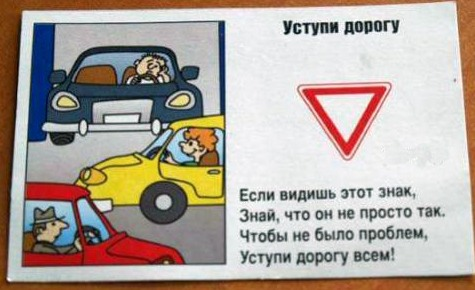 Уступи дорогу
Если видишь этот знак,
Знай, что он не просто так.
Чтобы не было проблем,
Уступи дорогу всем!